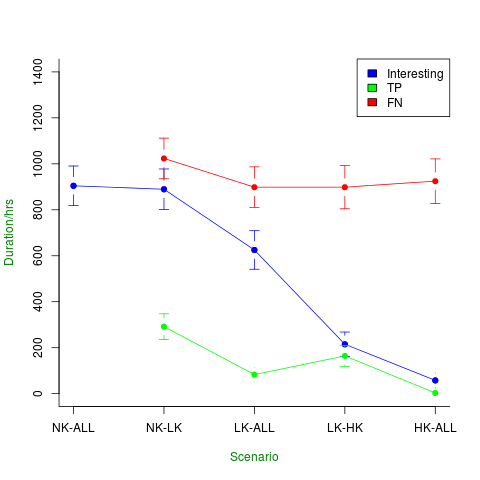 Interesting
TP
FN
Duration/hrs
1400
1200
1000
800
600
400
200
0
NK-ALL NK-LK LK-ALL LK-HK HK-ALL
Scenario